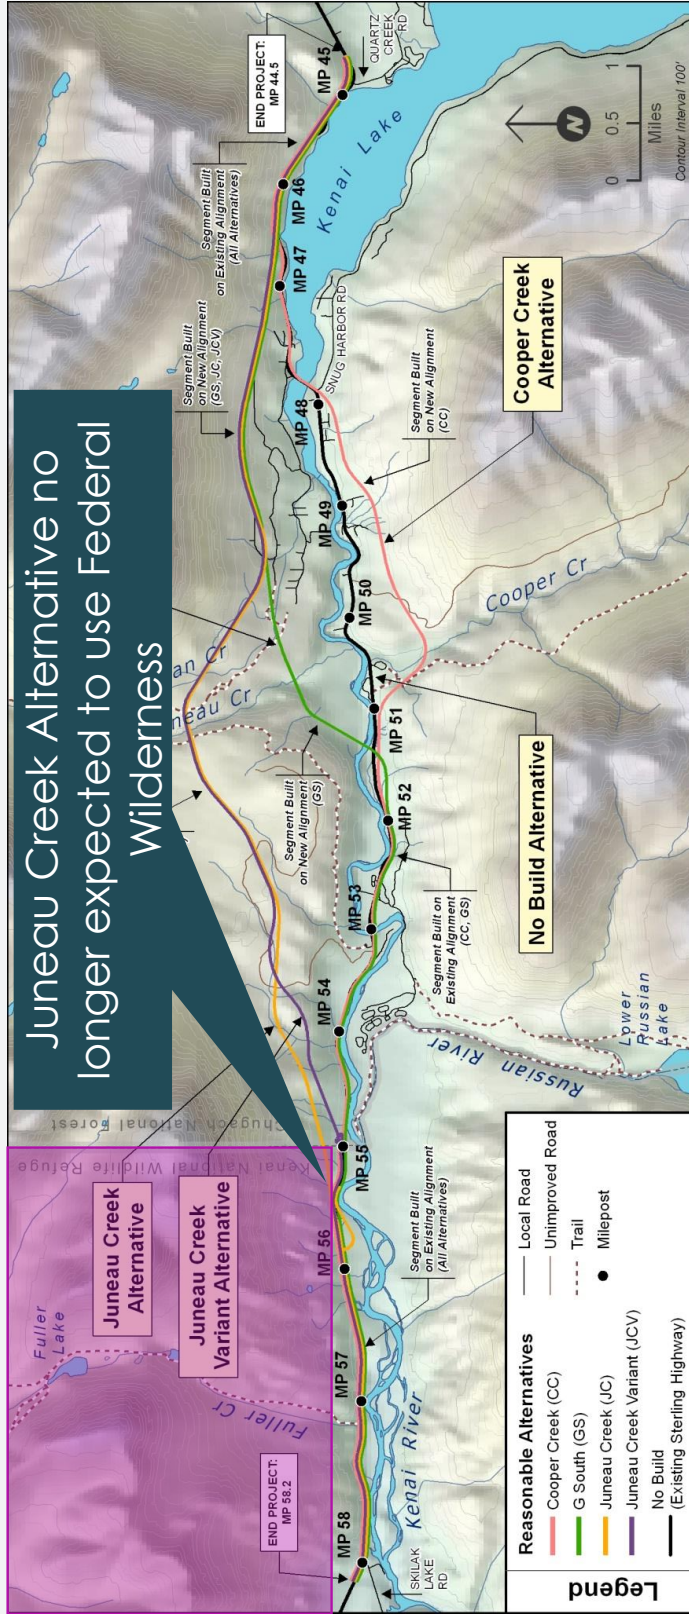 Juneau Creek Alternative no
longer expected to use Federal
Wilderness
END PROJECT:
MP 44.5
QUARTZ
CREEK
RD
MP 45
Segment Built
on Existing Alignment
(All Alternatives)
MP 46
Kenai Lake
MP 47
Segment Built
on New Alignment
(GS, JC, JCV)
SNUG HARBOR RD
MP 48
Segment Built
on New Alignment
(CC)
Cooper Creek
Alternative
MP 49
MP 50
Cooper Cr
an Cr
neau Cr
MP 51
No Build Alternative
Segment Built
on New Alignment
(GS)
MP 52
MP 53
Segment Built on
Existing Alignment
(CC, GS)
MP 54
Russian River
Lower
Russian
Lake
Chugach National Forest
Kenai National Wildlife Refuge
MP 55
Juneau Creek
Alternative
Juneau Creek
Variant Alternative
MP 56
Segment Built
on Existing Alignment
(All Alternatives)
Fuller
Lake
Fuller Cr
MP 57
Kenai River
END PROJECT:
MP 58.2
MP 58
SKILAK
LAKE
RD
N
0
0.5
1
Miles
Contour Interval 100'
Legend
Reasonable Alternatives
Cooper Creek (CC)
G South (GS)
Juneau Creek (JC)
Juneau Creek Variant (JCV)
No Build
(Existing Sterling Highway)
Local Road
Unimproved Road
Trail
Milepost